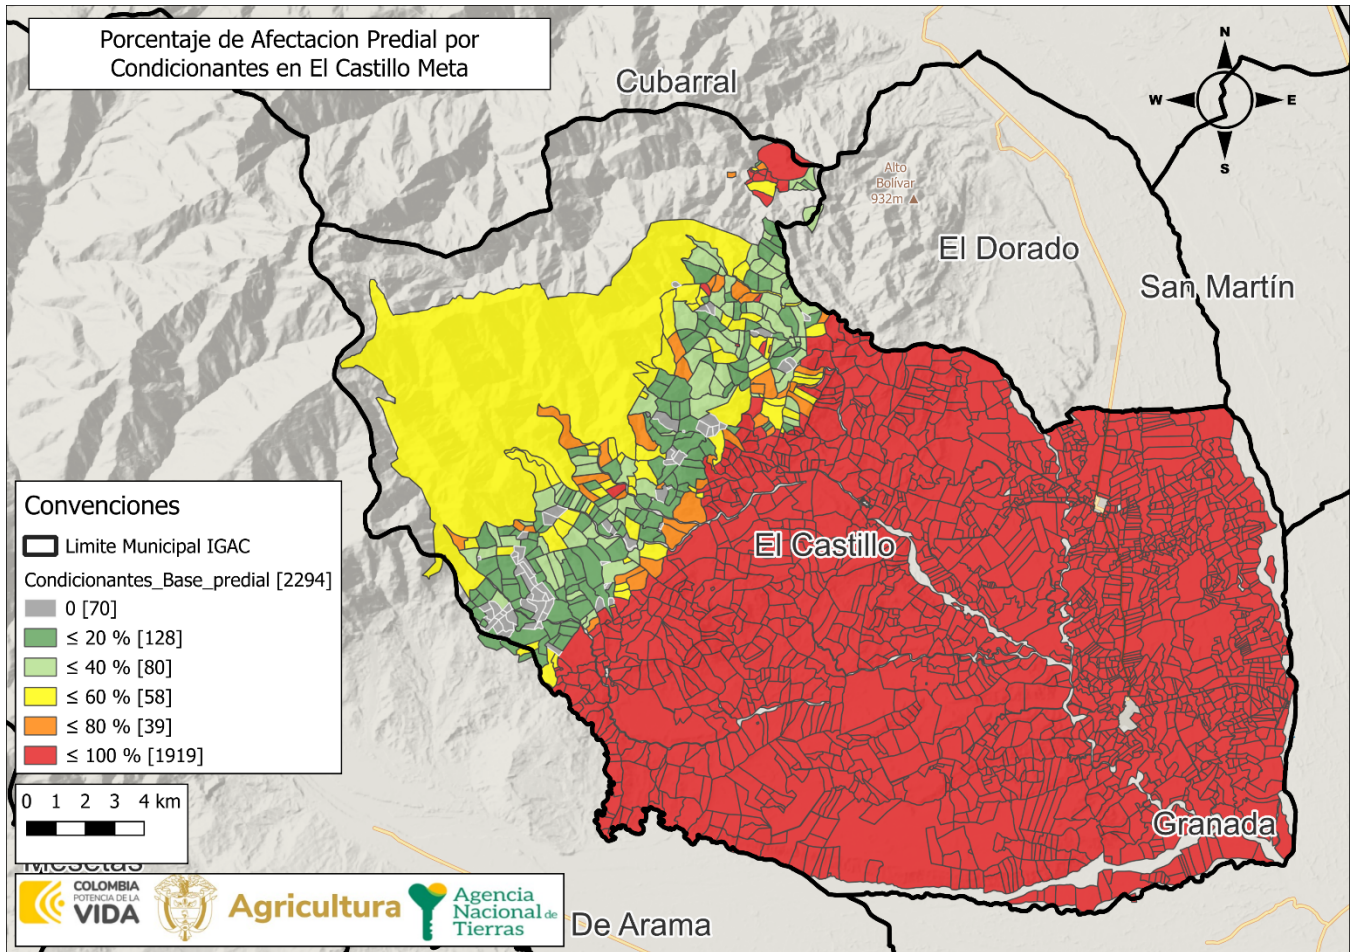 Porcentaje de Afectacion Predial por
Condicionantes en El Castillo Meta
Cubarral
N
W
E
S
Alto
Bolívar
932m
El Dorado
San Martín
El Castillo
Granada
Convenciones
Limite Municipal IGAC
Condicionantes_Base_predial [2294]
0 [70]
≤ 20 % [128]
≤ 40 % [80]
≤ 60 % [58]
≤ 80 % [39]
≤ 100 % [1919]
0 1 2 3 4 km
Mesetas
COLOMBIA
POTENCIA DE LA
VIDA
Agricultura
Agencia
Nacional de
Tierras
De Arama